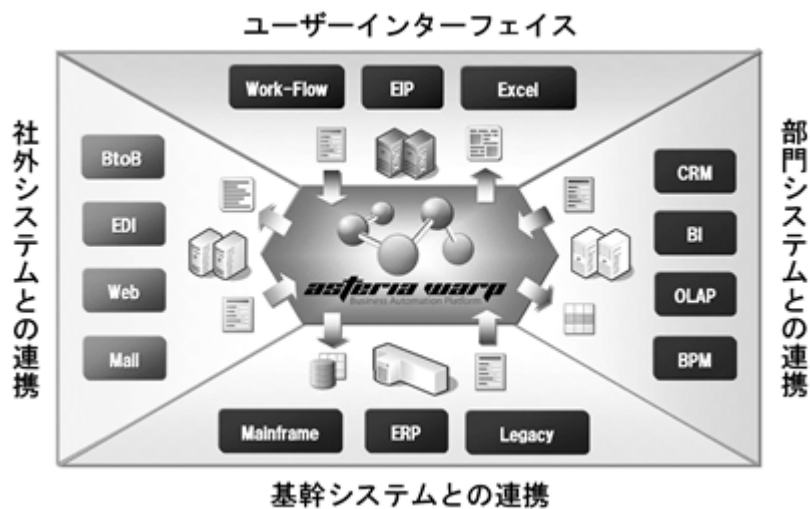 ユーザーインターフェイス
Work-Flow
EIP
Excel
社外システムとの連携
BtoB
EDI
Web
Mail
部門システムとの連携
CRM
BI
OLAP
BPM
asteria warp
Business Automation Platform
Mainframe
ERP
Legacy
基幹システムとの連携